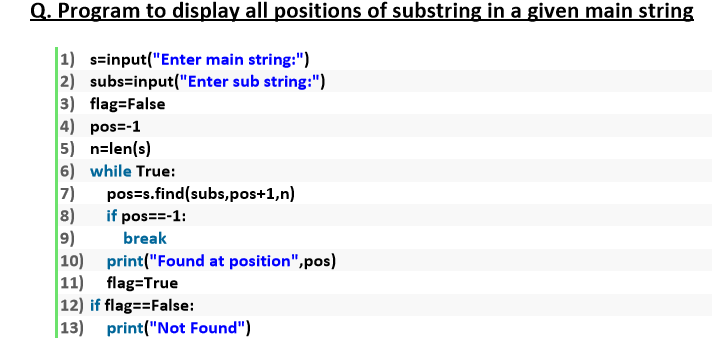 Q. Program to display all positions of substring in a given main string
1) s=input("Enter main string:")
2) subs=input("Enter sub string:")
3) flag=False
4) pos=-1
5) n=len(s)
6) while True:
7) pos=s.find(subs,pos+1,n)
8) if pos==-1:
9) break
10) print("Found at position",pos)
11) flag=True
12) if flag==False:
13) print("Not Found")